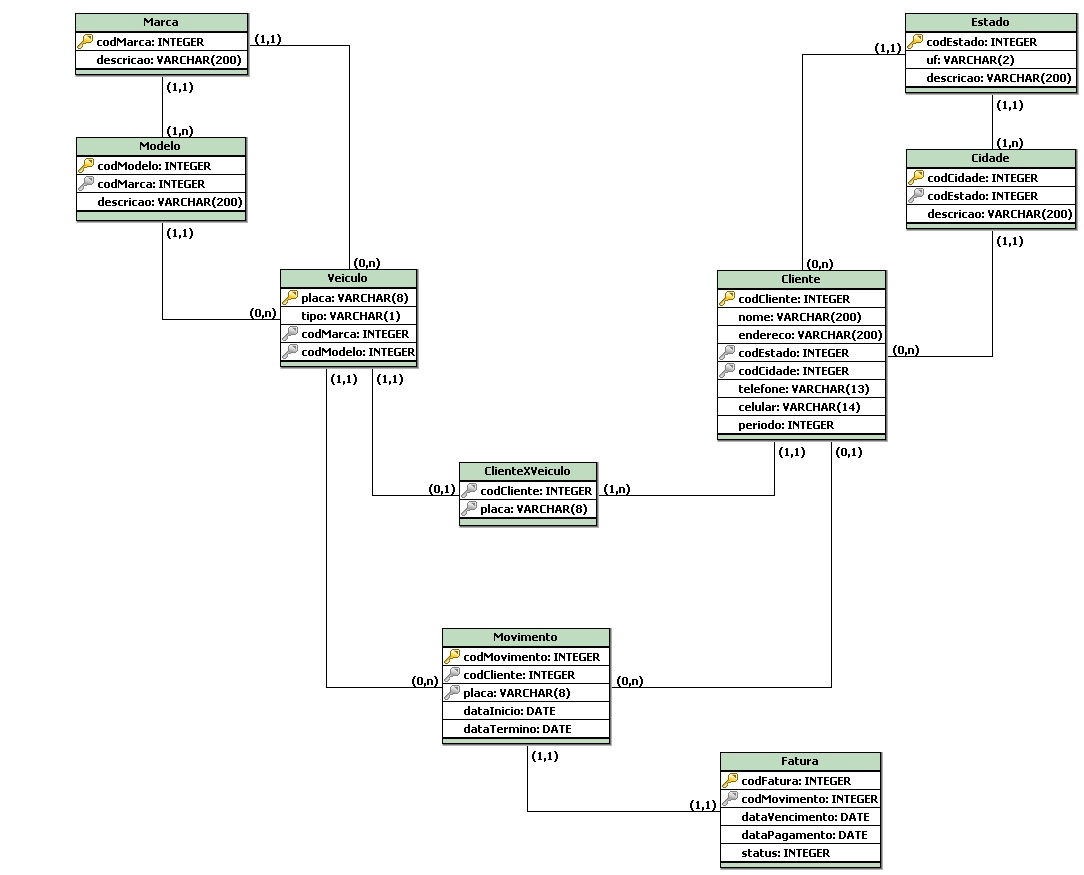 Marca
codMarca: INTEGER
descricao: VARCHAR(200)
(1,1)
(1,1)
(1,n)
Modelo
codModelo: INTEGER
codMarca: INTEGER
descricao: VARCHAR(200)
(1,1)
(0,n)
(0,n)
Veiculo
placa: VARCHAR(8)
tipo: VARCHAR(1)
codMarca: INTEGER
codModelo: INTEGER
(1,1)
(1,1)
Estado
codEstado: INTEGER
uf: VARCHAR(2)
descricao: VARCHAR(200)
(1,1)
(1,1)
(1,n)
Cidade
codCidade: INTEGER
codEstado: INTEGER
descricao: VARCHAR(200)
(1,1)
(0,n)
(0,n)
Cliente
codCliente: INTEGER
nome: VARCHAR(200)
endereco: VARCHAR(200)
codEstado: INTEGER
codCidade: INTEGER
telefone: VARCHAR(13)
celular: VARCHAR(14)
periodo: INTEGER
(1,1)
(0,1)
ClienteXVeiculo
codCliente: INTEGER
placa: VARCHAR(8)
(0,1)
(1,n)
Movimento
codMovimento: INTEGER
codCliente: INTEGER
placa: VARCHAR(8)
dataInicio: DATE
dataTermino: DATE
(0,n)
(0,n)
(1,1)
(1,1)
Fatura
codFatura: INTEGER
codMovimento: INTEGER
dataVencimento: DATE
dataPagamento: DATE
status: INTEGER